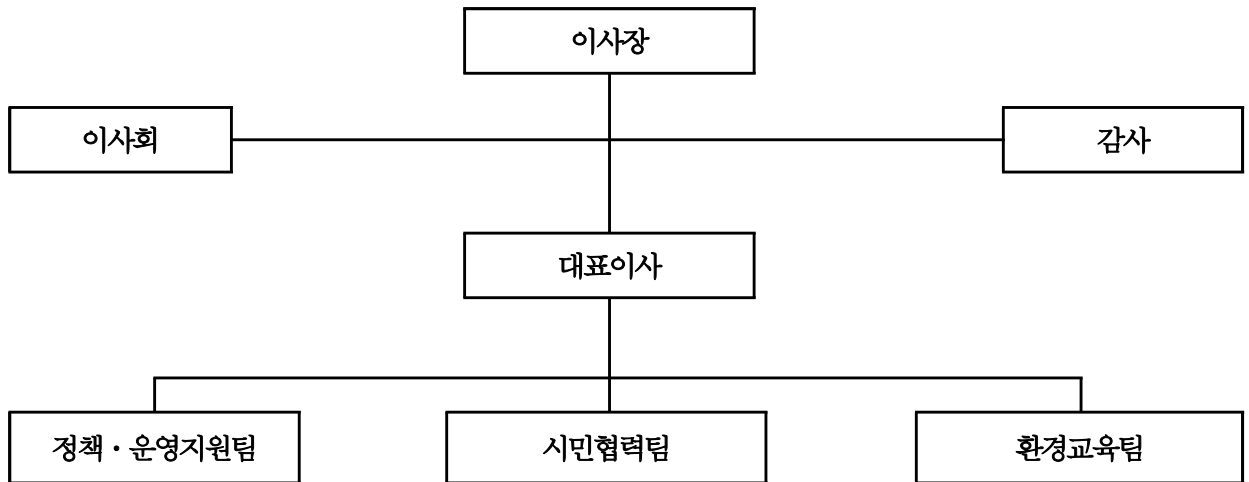 이사장
이사회
감사
대표이사
정책·운영지원팀
시민협력팀
환경교육팀